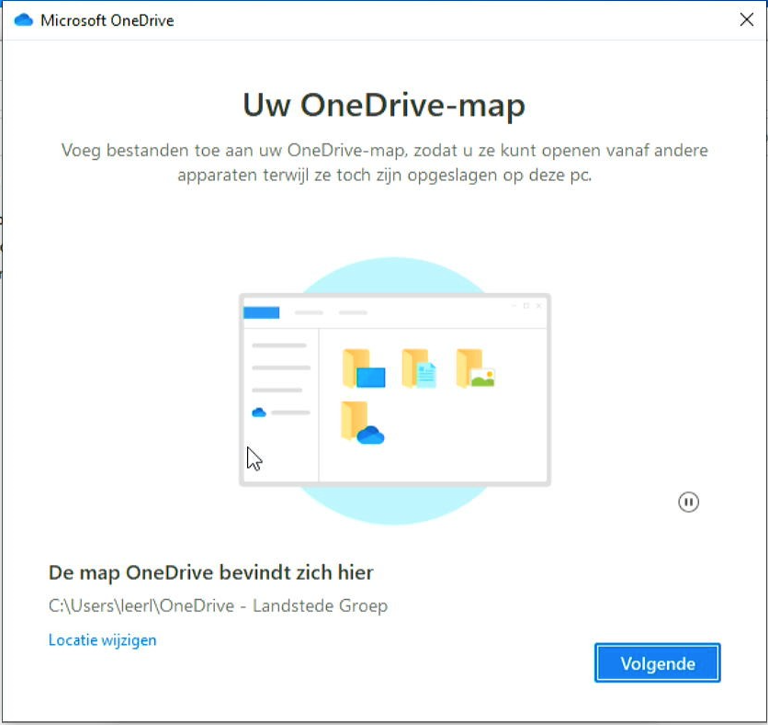 Microsoft OneDrive
Uw OneDrive-map
Voeg bestanden toe aan uw OneDrive-map, zodat u ze kunt openen vanaf andere
apparaten terwijl ze toch zijn opgeslagen op deze pc.
De map OneDrive bevindt zich hier
C:\Users\leerl\OneDrive - Landstede Groep
Locatie wijzigen
Volgende